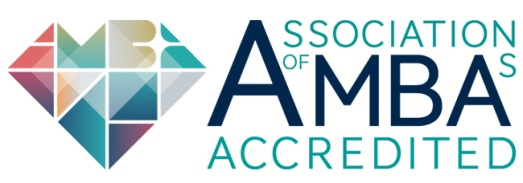 ASSOCIATION
OF
AMBAs
ACCREDITED